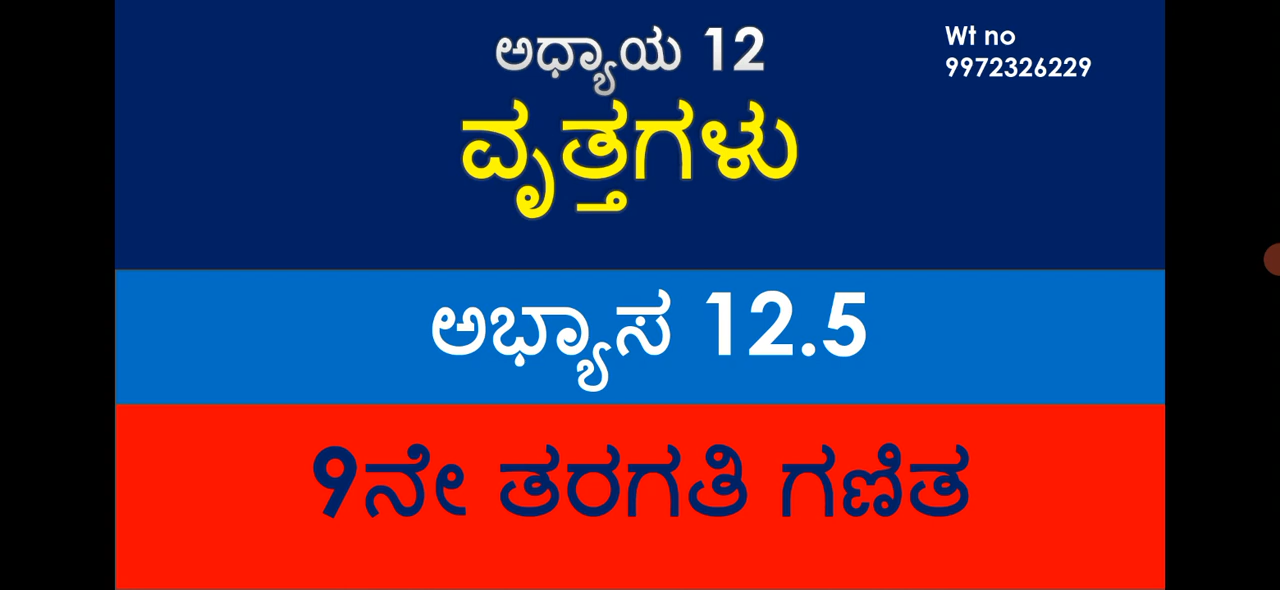 ಅಧ್ಯಾಯ 12
Wt no
9972326229
ವೃತ್ತಗಳು
ಅಭ್ಯಾಸ 12.5
9ನೇ ತರಗತಿ ಗಣಿತ